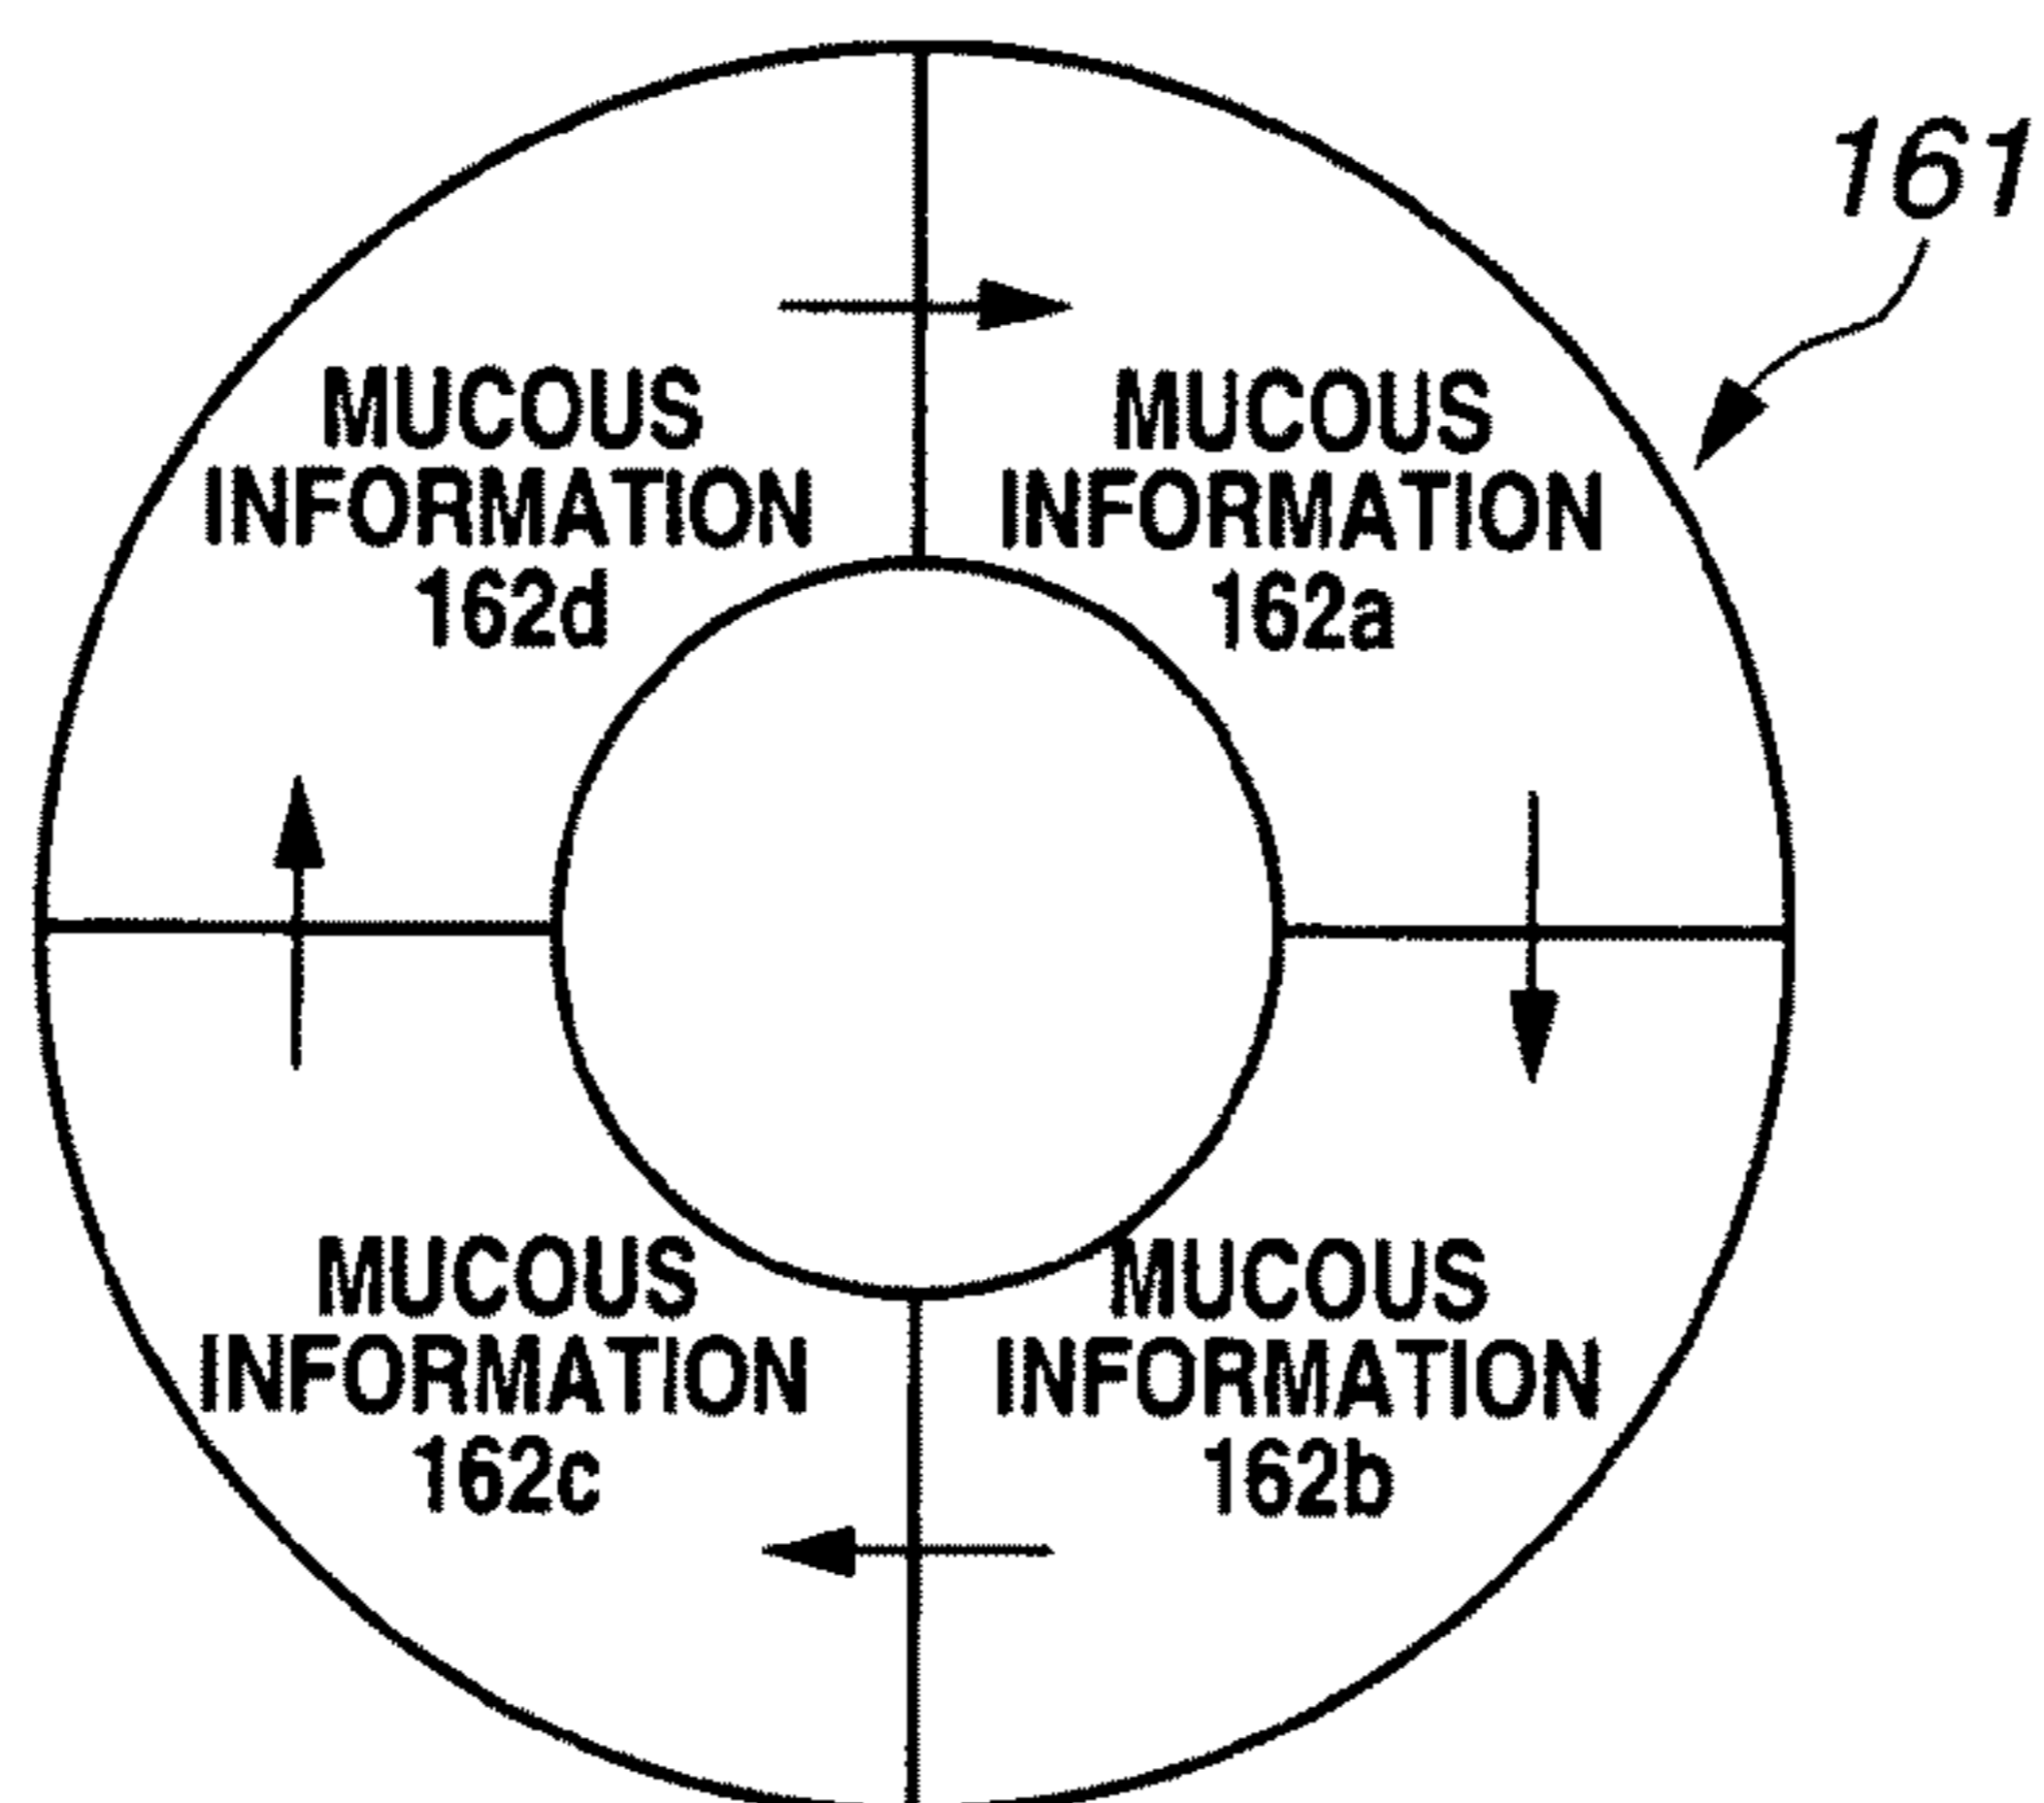 161
MUCOUS
INFORMATION
162d
MUCOUS
INFORMATION
162a
MUCOUS
INFORMATION
162c
MUCOUS
INFORMATION
162b